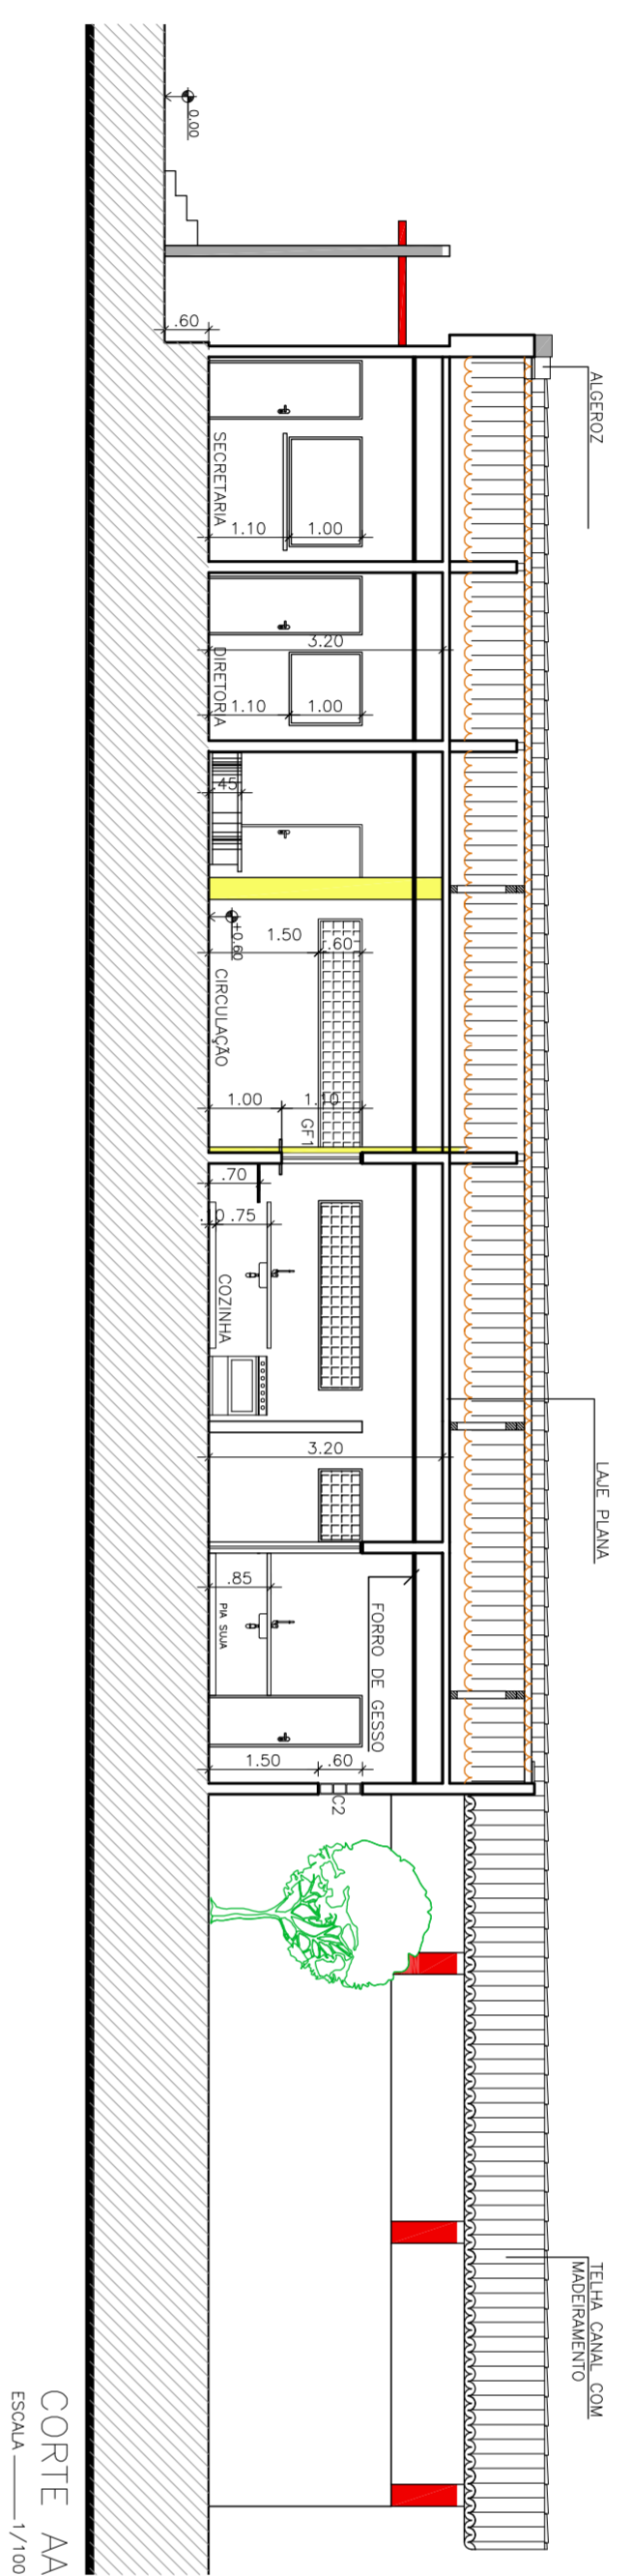 0.00
.60
ALGEROZ
SECRETARIA
1.10
1.00
3.20
DIRETORIA
1.10
1.00
.45
+0.60
1.50
.60
CIRCULAÇÃO
1.00
1.10
GF1
.70
.75
COZINHA
3.20
LAJE PLANA
.85
PIA SUJA
FORRO DE GESSO
1.50
.60
C2
TELHA CANAL COM
MADEIRAMENTO
CORTE AA
ESCALA 1/100